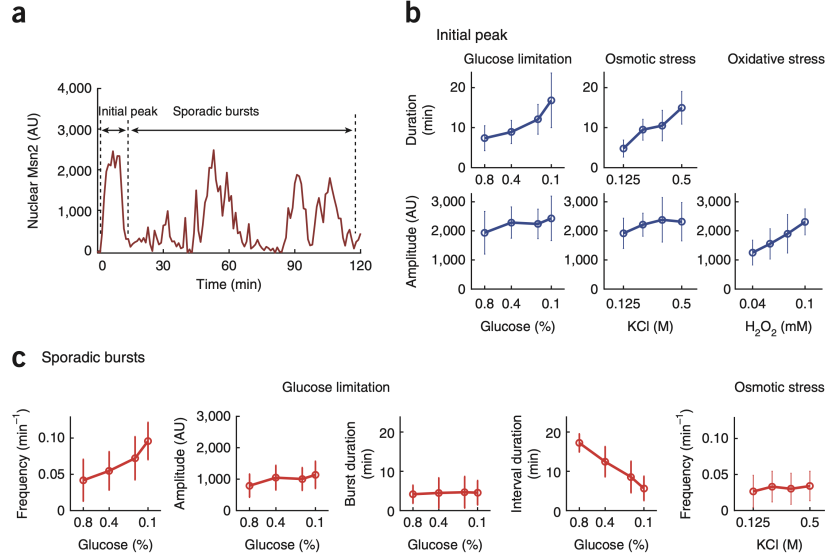 a
Nuclear Msn2 (AU)
4,000
3,000
2,000
1,000
0
Initial peak
Sporadic bursts
0 30 60 90 120
Time (min)
b
Initial peak
Glucose limitation
Osmotic stress
Oxidative stress
Duration
(min)
20
10
0
0.8 0.4 0.1
20
10
0
0.125 0.5
Amplitude (AU)
3,000
2,000
1,000
0
0.8 0.4 0.1
Glucose (%)
3,000
2,000
1,000
0
0.125 0.5
KCl (M)
3,000
2,000
1,000
0
0.04 0.1
H₂O₂ (mM)
c
Sporadic bursts
Glucose limitation
Osmotic stress
Frequency (min⁻¹)
0.10
0.05
0
0.8 0.4 0.1
Glucose (%)
Amplitude (AU)
3,000
2,000
1,000
0
0.8 0.4 0.1
Glucose (%)
Burst duration
(min)
20
10
0
0.8 0.4 0.1
Glucose (%)
Interval duration
(min)
20
10
0
0.8 0.4 0.1
Glucose (%)
Frequency (min⁻¹)
0.10
0.05
0
0.125 0.5
KCl (M)